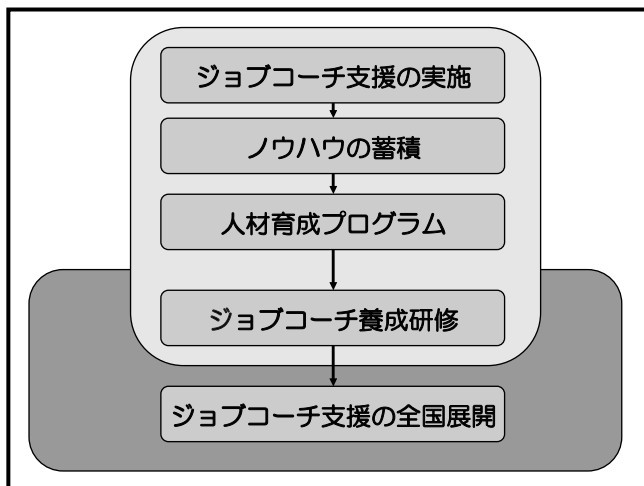 ジョブコーチ支援の実施
ノウハウの蓄積
人材育成プログラム
ジョブコーチ養成研修
ジョブコーチ支援の全国展開